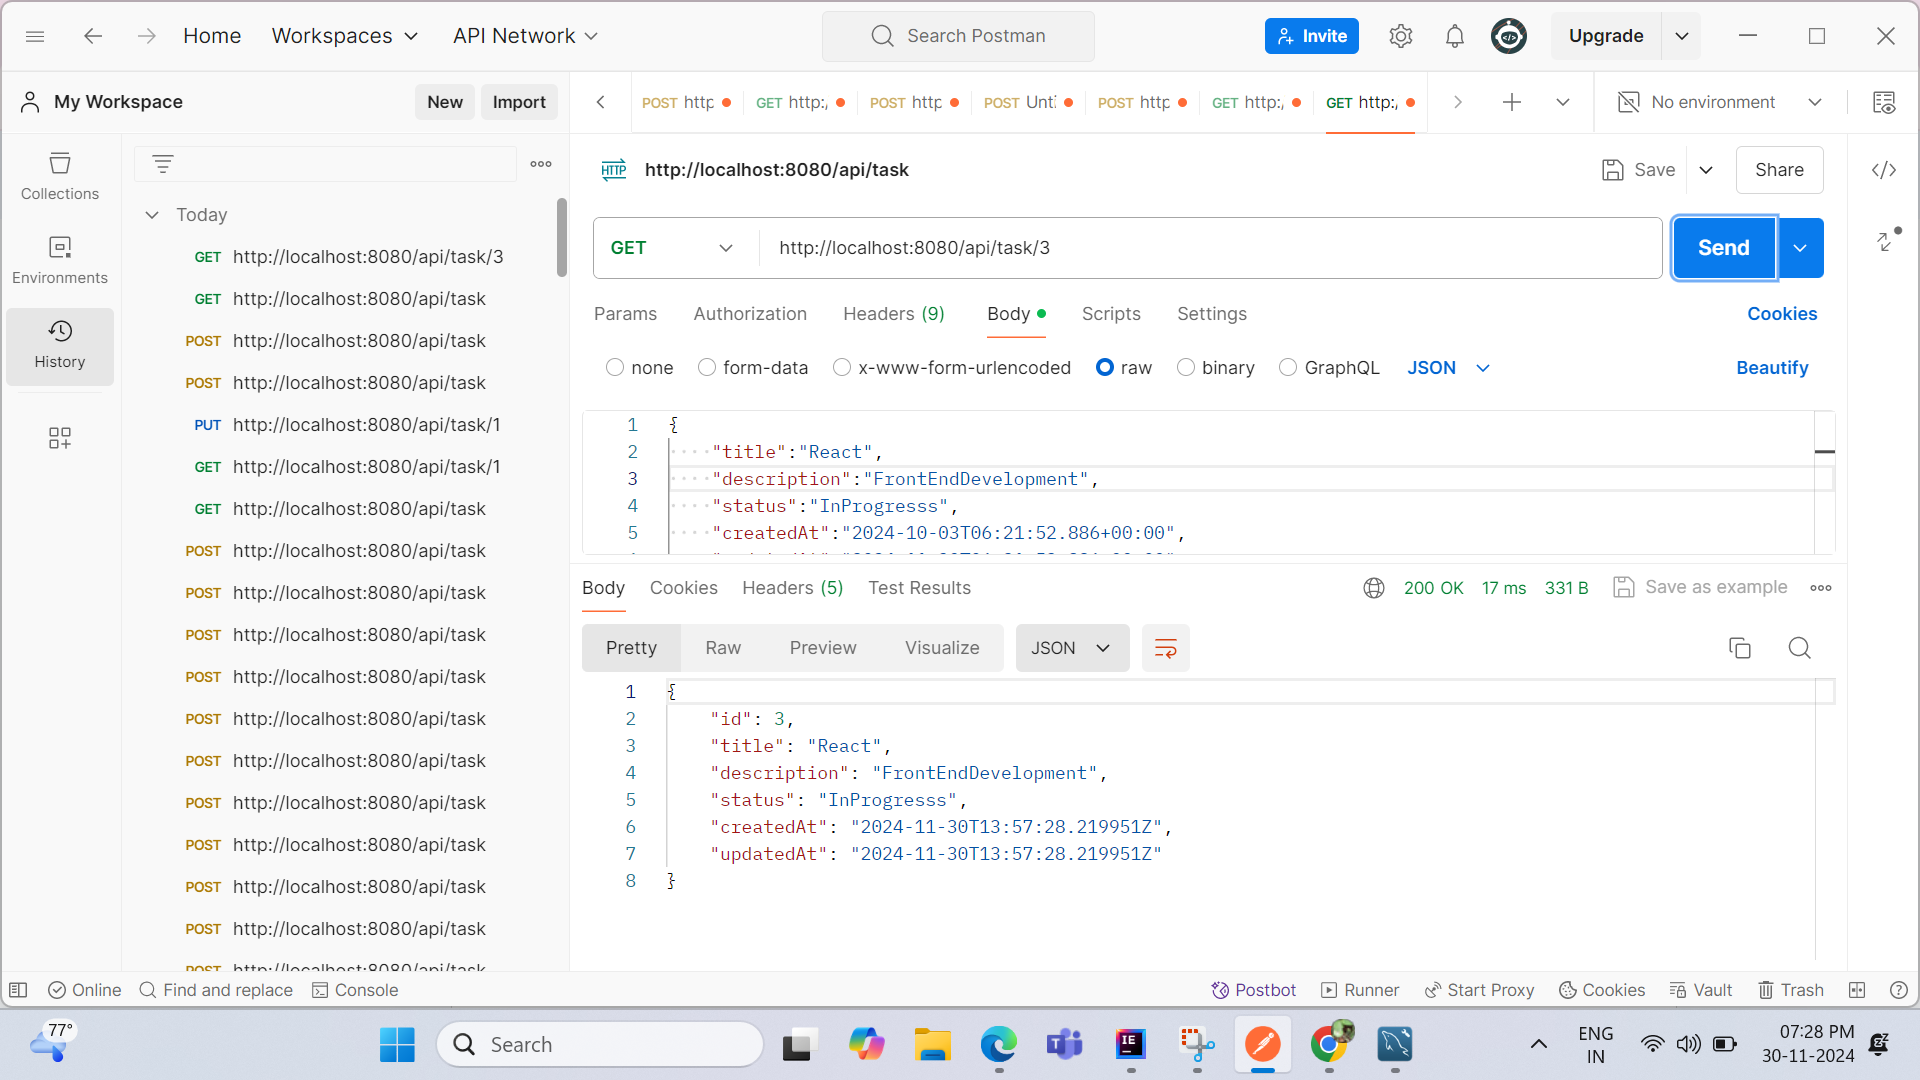 Home Workspaces API Network Search Postman Invite Upgrade
My Workspace New Import POST http GET http:/ POST http POST Unti POST http GET http:/ GET http:/ No environment
Collections
Environments
History
Today
GET http://localhost:8080/api/task/3
GET http://localhost:8080/api/task
POST http://localhost:8080/api/task
POST http://localhost:8080/api/task
PUT http://localhost:8080/api/task/1
GET http://localhost:8080/api/task/1
GET http://localhost:8080/api/task
POST http://localhost:8080/api/task
POST http://localhost:8080/api/task
POST http://localhost:8080/api/task
POST http://localhost:8080/api/task
POST http://localhost:8080/api/task
POST http://localhost:8080/api/task
POST http://localhost:8080/api/task
POST http://localhost:8080/api/task
POST http://localhost:8080/api/task
POST http://localhost:8080/api/task
POST http://localhost:8080/api/task
HTTP http://localhost:8080/api/task Save Share
GET http://localhost:8080/api/task/3 Send
Params Authorization Headers (9) Body Scripts Settings Cookies
none form-data x-www-form-urlencoded raw binary GraphQL JSON Beautify
1 {
2 "title":"React",
3 "description":"FrontEndDevelopment",
4 "status":"InProgresss",
5 "createdAt":"2024-10-03T06:21:52.886+00:00",
Body Cookies Headers (5) Test Results 200 OK 17 ms 331 B Save as example
Pretty Raw Preview Visualize JSON
1 {
2 "id": 3,
3 "title": "React",
4 "description": "FrontEndDevelopment",
5 "status": "InProgresss",
6 "createdAt": "2024-11-30T13:57:28.219951Z",
7 "updatedAt": "2024-11-30T13:57:28.219951Z"
8 }
Online Find and replace Console Postbot Runner Start Proxy Cookies Vault Trash
77° Search ENG 07:28 PM
IN 30-11-2024